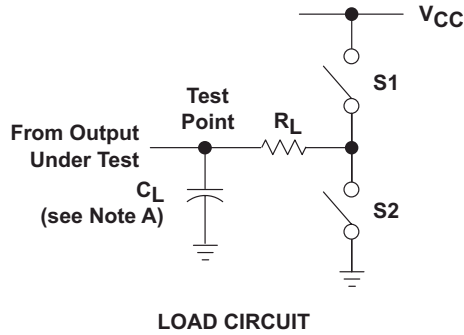 VCC
S1
Test
Point
RL
From Output
Under Test
CL
(see Note A)
S2
LOAD CIRCUIT